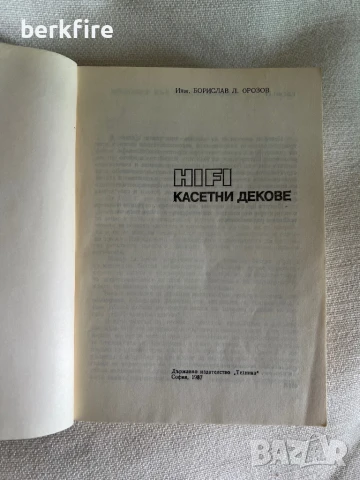 berkfire
Инж. БОРИСЛАВ Д. ОРОЗОВ
HIFI
КАСЕТНИ ДЕКОВЕ
Държавно издателство „Техника“
София, 1987
BAZAR